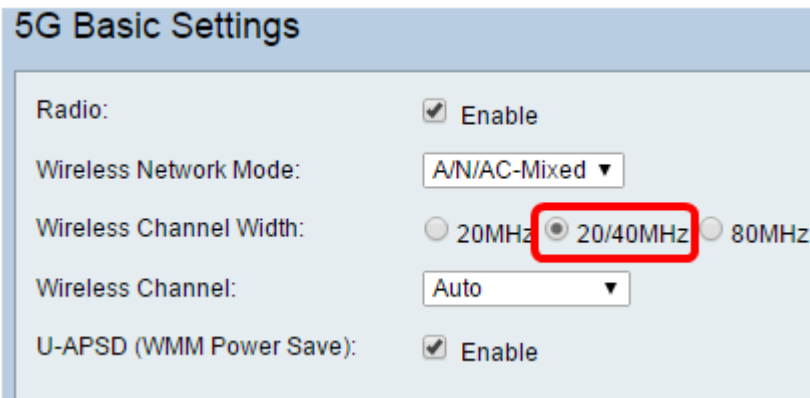 5G Basic Settings
Radio: Enable
Wireless Network Mode: A/N/AC-Mixed
Wireless Channel Width: 20MHz 20/40MHz 80MHz
Wireless Channel: Auto
U-APSD (WMM Power Save): Enable